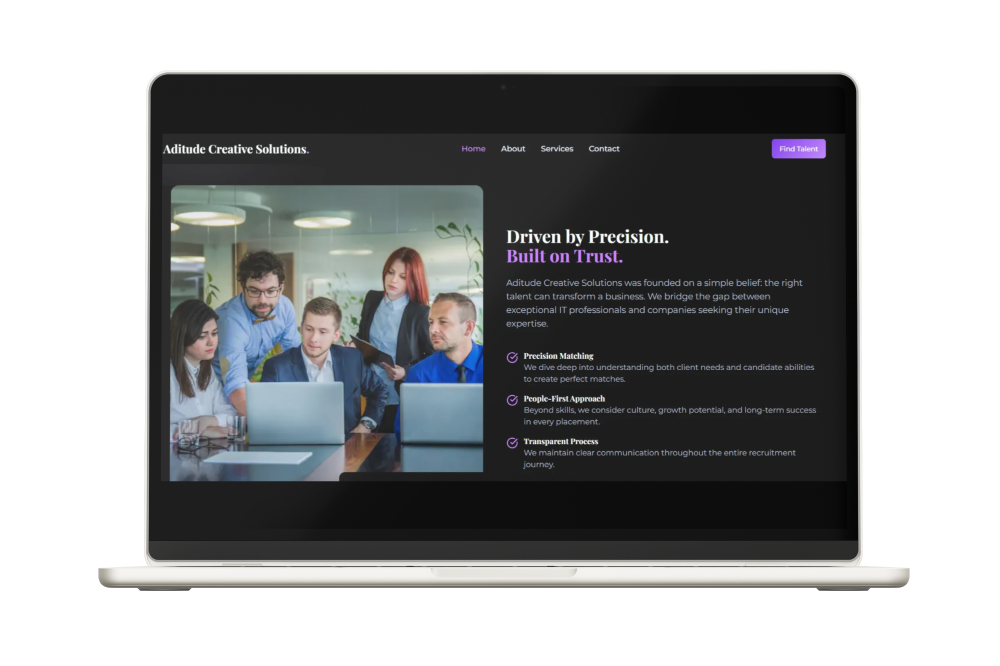 Aditude Creative Solutions.
Home About Services Contact
Find Talent
Driven by Precision.
Built on Trust.
Aditude Creative Solutions was founded on a simple belief: the right
talent can transform a business. We bridge the gap between
exceptional IT professionals and companies seeking their unique
expertise.
Precision Matching
We dive deep into understanding both client needs and candidate abilities
to create perfect matches.
People-First Approach
Beyond skills, we consider culture, growth potential, and long-term success
in every placement.
Transparent Process
We maintain clear communication throughout the entire recruitment
journey.